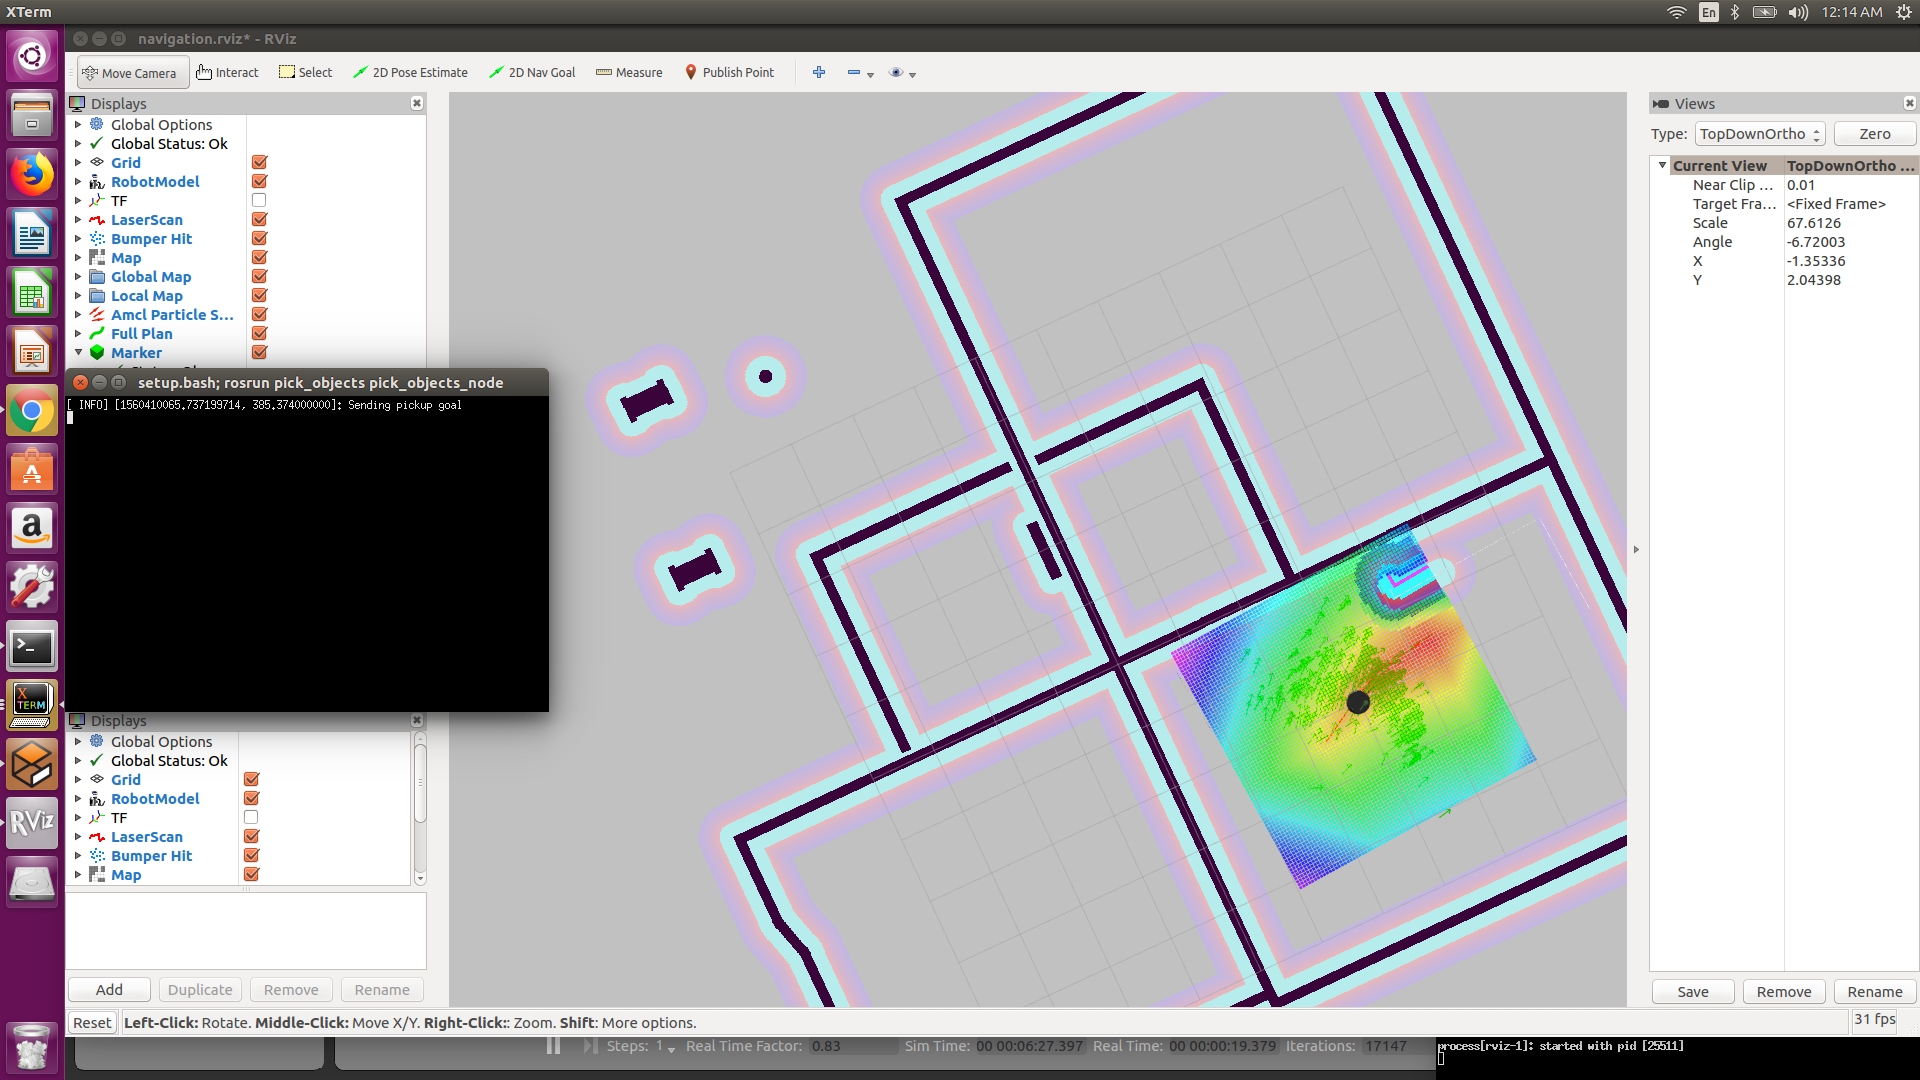 XTerm
En
12:14 AM
navigation.rviz* - RViz
Move Camera
Interact
Select
2D Pose Estimate
2D Nav Goal
Measure
Publish Point
Displays
Global Options
Global Status: Ok
Grid
RobotModel
TF
LaserScan
Bumper Hit
Map
Global Map
Local Map
Amcl Particle S...
Full Plan
Marker
setup.bash; rosrun pick_objects pick_objects_node
[ INFO] [1560410065.737199714, 385.374000000]: Sending pickup goal
Displays
Global Options
Global Status: Ok
Grid
RobotModel
TF
LaserScan
Bumper Hit
Map
Add
Duplicate
Remove
Rename
Reset
Left-Click: Rotate. Middle-Click: Move X/Y. Right-Click:: Zoom. Shift: More options.
31 fps
Views
Type: TopDownOrtho
Zero
Current View TopDownOrtho ...
Near Clip ... 0.01
Target Fra... <Fixed Frame>
Scale 67.6126
Angle -6.72003
X -1.35336
Y 2.04398
Save
Remove
Rename
Steps: 1
Real Time Factor: 0.83
Sim Time: 00 00:06:27.397
Real Time: 00 00:00:19.379
Iterations: 17147
process[rviz-1]: started with pid [25511]
X
TERM
RViz
a
A